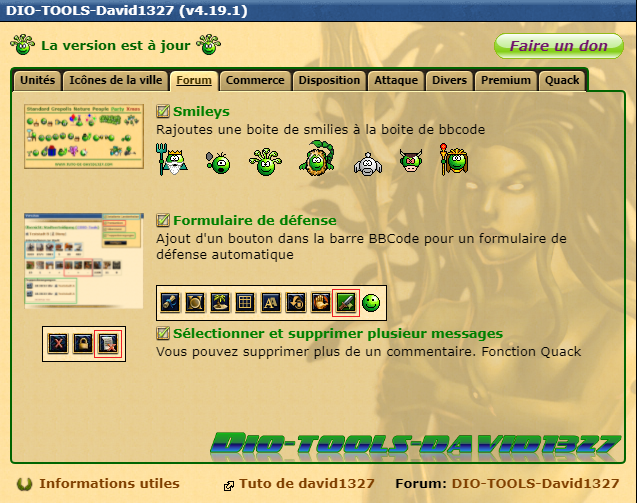 DIO-TOOLS-David1327 (v4.19.1)
La version est à jour
Faire un don
Unités Icônes de la ville Forum Commerce Disposition Attaque Divers Premium Quack
Smileys
Rajoutes une boite de smilies à la boite de bbcode
Formulaire de défense
Ajout d'un bouton dans la barre BBCode pour un formulaire de
défense automatique
Sélectionner et supprimer plusieur messages
Vous pouvez supprimer plus de un commentaire. Fonction Quack
Dio-tools-david1327
Informations utiles
Tuto de david1327
Forum: DIO-TOOLS-David1327